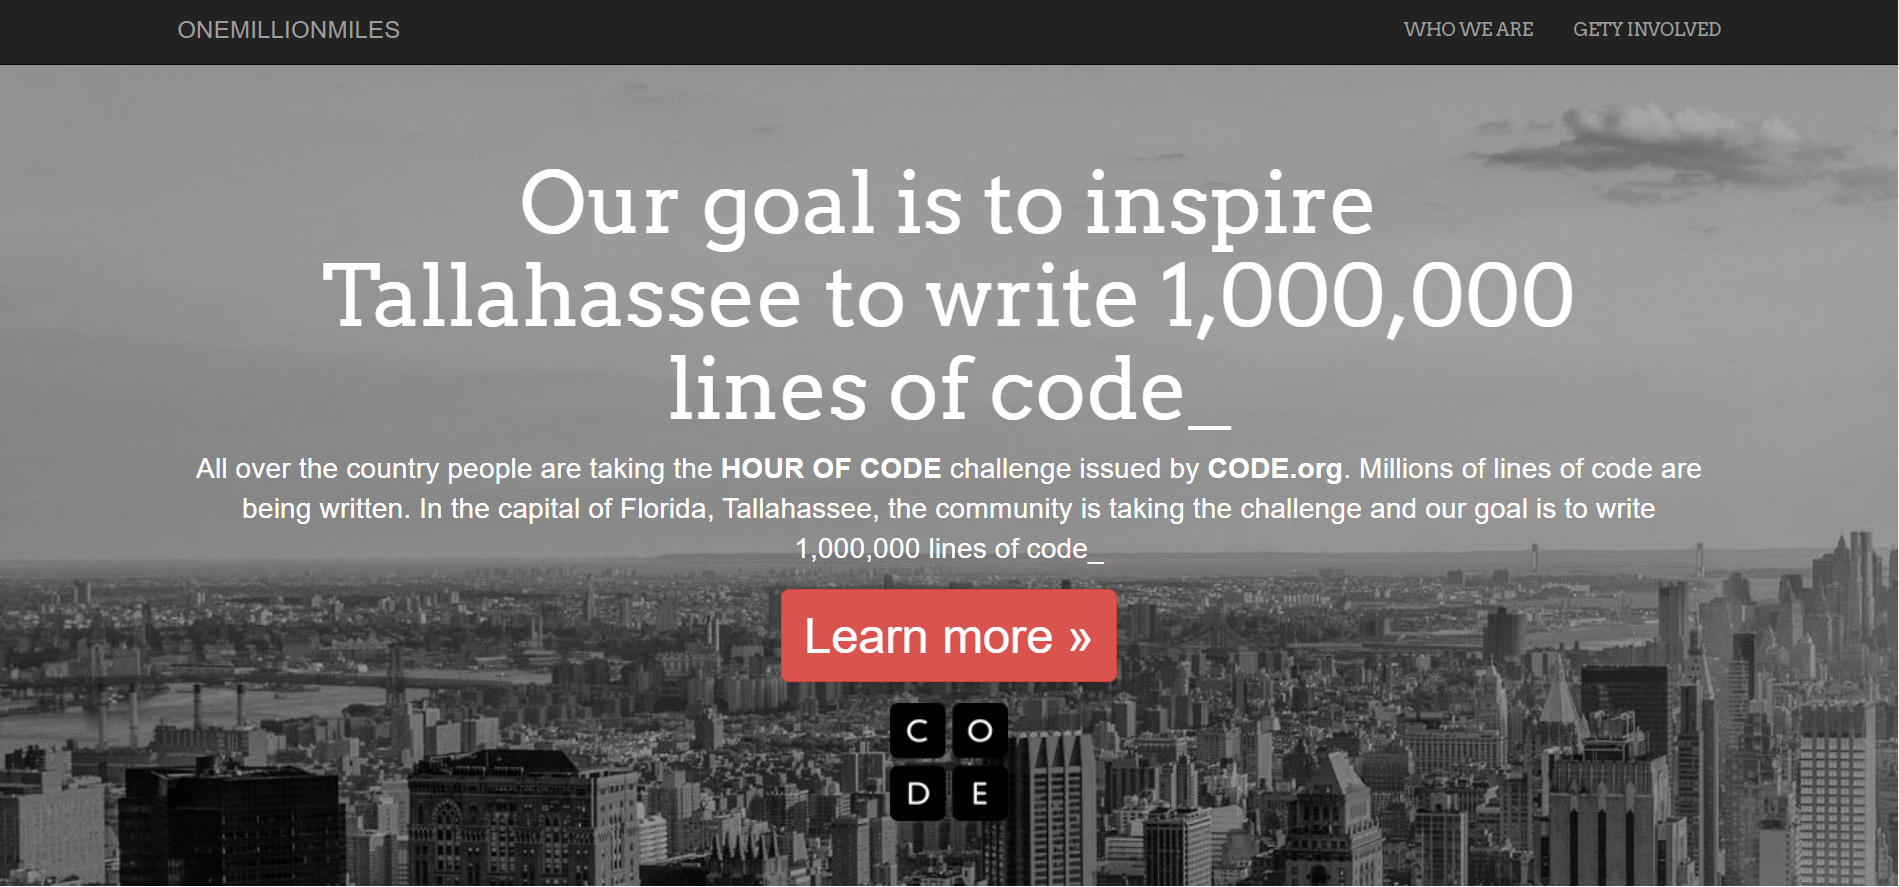 ONEMILLIONMILES
WHO WE ARE
GETY INVOLVED
Our goal is to inspire
Tallahassee to write 1,000,000
lines of code_
All over the country people are taking the HOUR OF CODE challenge issued by CODE.org. Millions of lines of code are
being written. In the capital of Florida, Tallahassee, the community is taking the challenge and our goal is to write
1,000,000 lines of code_
Learn more »
C O
D E